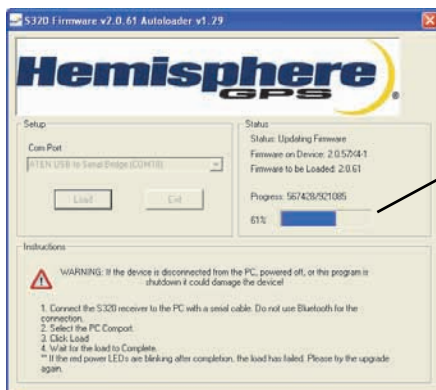 S320 Firmware v2.0.61 Autoloader v1.29
Hemisphere
GPS
Setup
Com Port
ATEN USB to Serial Bridge (COM18)
Load
Exit
Status
Status: Updating Firmware
Firmware on Device: 2.0.57X4-1
Firmware to be Loaded: 2.0.61
Progress: 567428/921085
61%
Instructions
WARNING: If the device is disconnected from the PC, powered off, or this program is
shutdown it could damage the device!
1. Connect the S320 receiver to the PC with a serial cable. Do not use Bluetooth for the
connection.
2. Select the PC Comport.
3. Click Load
4. Wait for the load to Complete.
** If the red power LEDs are blinking after completion, the load has failed. Please try the upgrade
again.